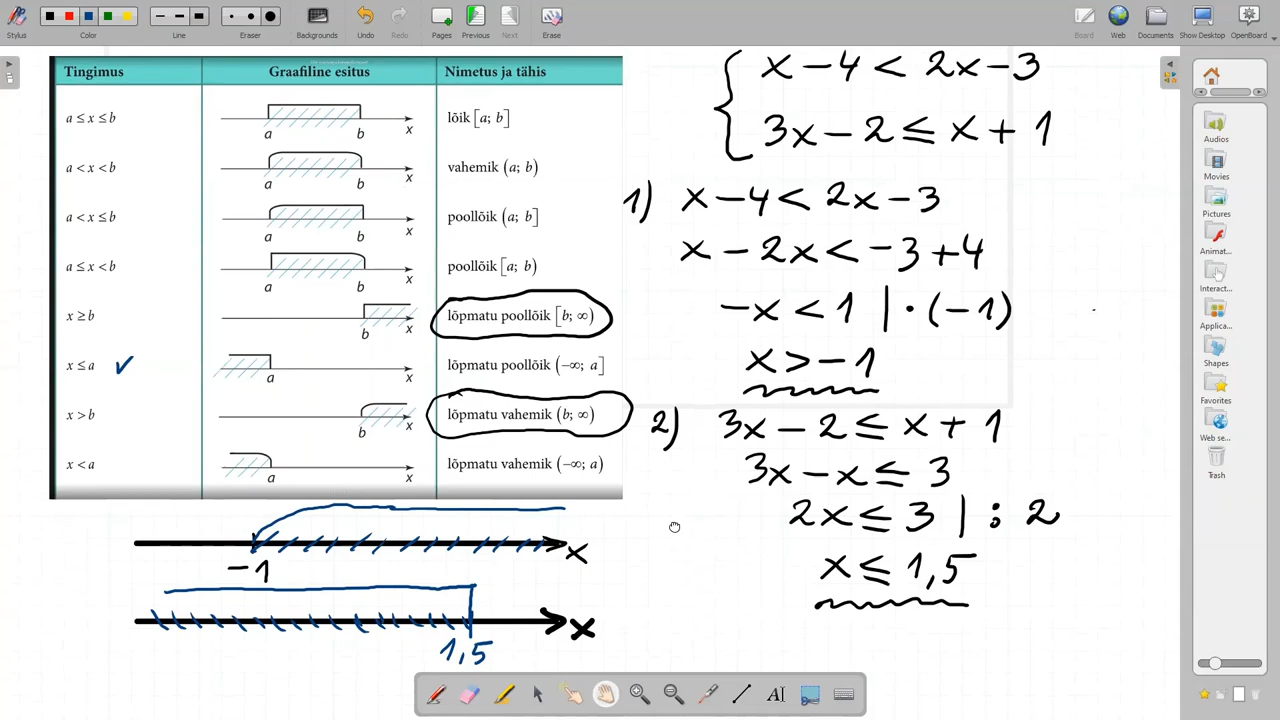 Stylus Color Line Eraser Backgrounds Undo Redo Pages Previous Next Erase Board Web Documents Show Desktop OpenBoard
Tingimus Graafiline esitus Nimetus ja tähis
a ≤ x ≤ b a b x lõik [a; b]
a < x < b a b x vahemik (a; b)
a < x ≤ b a b x poollõik (a; b]
a ≤ x < b a b x poollõik [a; b)
x ≥ b b x lõpmatu poollõik [b; ∞)
x ≤ a ✓ a x lõpmatu poollõik (−∞; a]
x > b b x lõpmatu vahemik (b; ∞)
x < a a x lõpmatu vahemik (−∞; a)
−1 x
1,5 x
{ x − 4 < 2x − 3
3x − 2 ≤ x + 1
1) x − 4 < 2x − 3
x − 2x < −3 + 4
−x < 1 | · (−1)
x > −1
2) 3x − 2 ≤ x + 1
3x − x ≤ 3
2x ≤ 3 | : 2
x ≤ 1,5
Audios
Movies
Pictures
Animat...
Interact...
Applica...
Shapes
Favorites
Web se...
Trash
AI